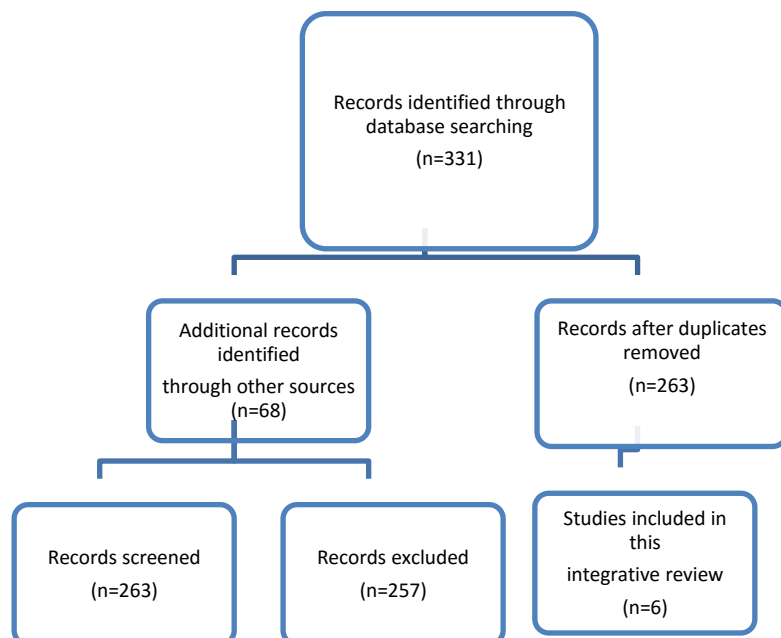 Records identified through
database searching
(n=331)
Additional records
identified
through other sources
(n=68)
Records after duplicates
removed
(n=263)
Records screened
(n=263)
Records excluded
(n=257)
Studies included in
this
integrative review
(n=6)